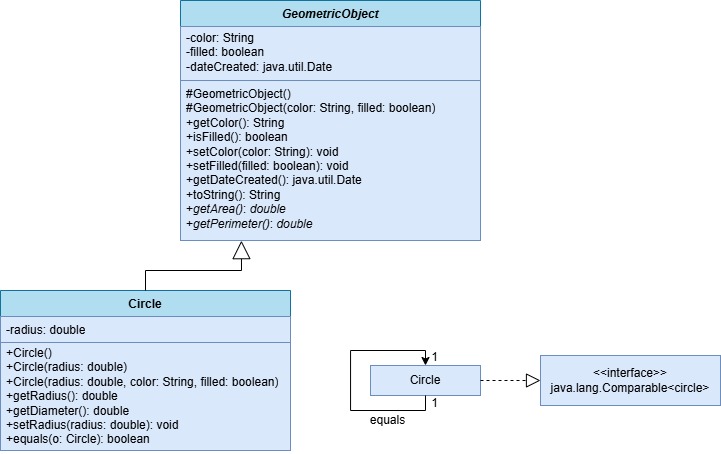 GeometricObject
-color: String
-filled: boolean
-dateCreated: java.util.Date
#GeometricObject()
#GeometricObject(color: String, filled: boolean)
+getColor(): String
+isFilled(): boolean
+setColor(color: String): void
+setFilled(filled: boolean): void
+getDateCreated(): java.util.Date
+toString(): String
+getArea(): double
+getPerimeter(): double
Circle
-radius: double
+Circle()
+Circle(radius: double)
+Circle(radius: double, color: String, filled: boolean)
+getRadius(): double
+getDiameter(): double
+setRadius(radius: double): void
+equals(o: Circle): boolean
1
Circle
1
equals
<<interface>>
java.lang.Comparable<circle>